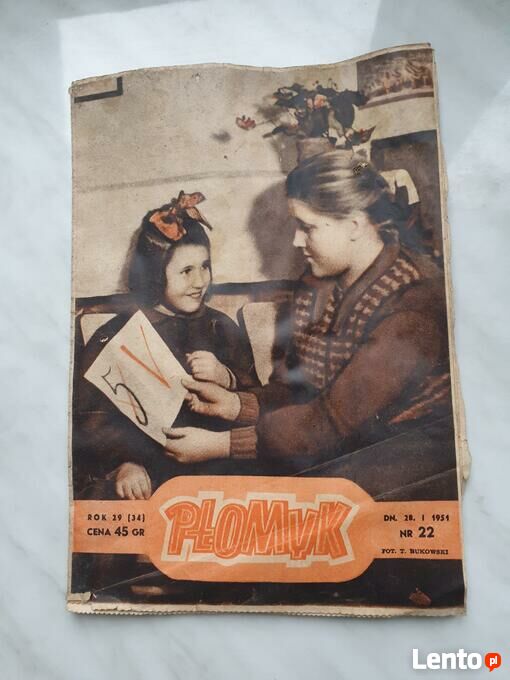 5 V
ROK 29 (34)
CENA 45 GR
PŁOMYK
DN. 28. I 1951
NR 22
FOT. T. BUKOWSKI
Lento.pl